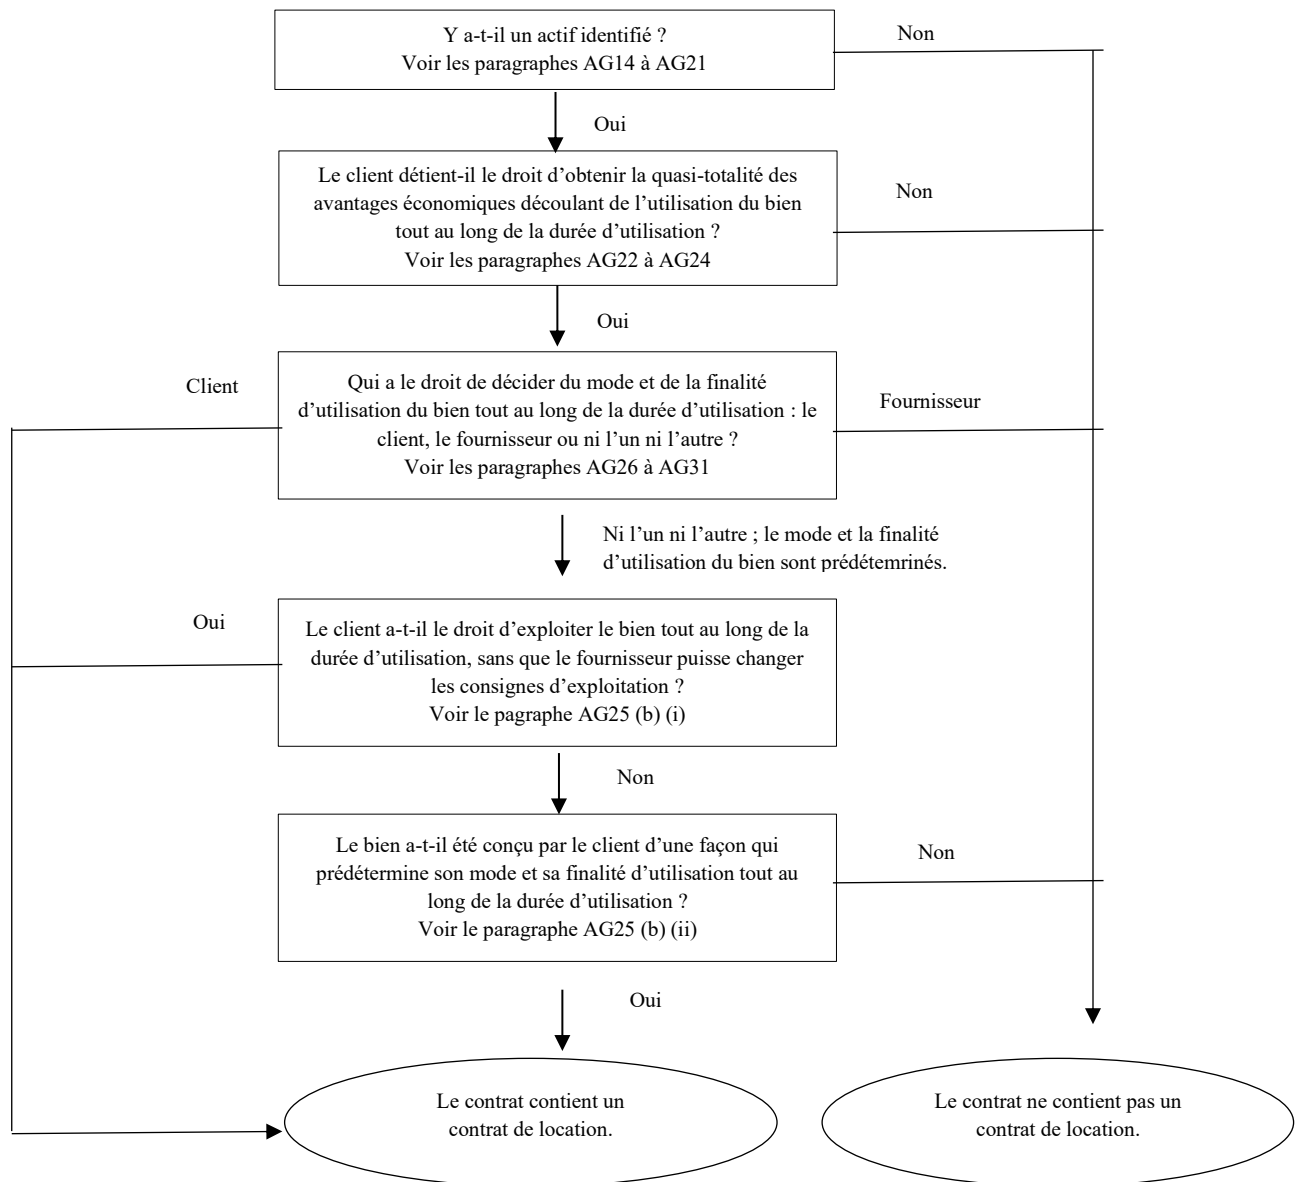 Y a-t-il un actif identifié ?
Voir les paragraphes AG14 à AG21
Non
Oui
Le client détient-il le droit d’obtenir la quasi-totalité des
avantages économiques découlant de l’utilisation du bien
tout au long de la durée d’utilisation ?
Voir les paragraphes AG22 à AG24
Non
Oui
Client
Qui a le droit de décider du mode et de la finalité
d’utilisation du bien tout au long de la durée d’utilisation : le
client, le fournisseur ou ni l’un ni l’autre ?
Voir les paragraphes AG26 à AG31
Fournisseur
Ni l’un ni l’autre ; le mode et la finalité
d’utilisation du bien sont prédétemrinés.
Oui
Le client a-t-il le droit d’exploiter le bien tout au long de la
durée d’utilisation, sans que le fournisseur puisse changer
les consignes d’exploitation ?
Voir le pagraphe AG25 (b) (i)
Non
Le bien a-t-il été conçu par le client d’une façon qui
prédétermine son mode et sa finalité d’utilisation tout au
long de la durée d’utilisation ?
Voir le paragraphe AG25 (b) (ii)
Non
Oui
Le contrat contient un
contrat de location.
Le contrat ne contient pas un
contrat de location.